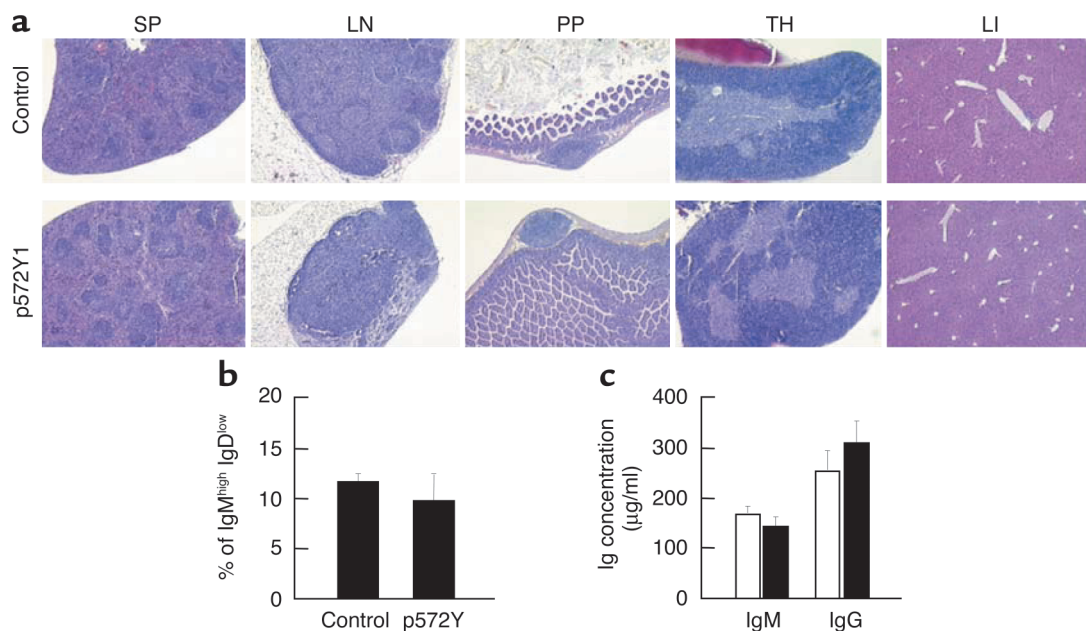 a
SP LN PP TH LI
Control
p572Y1
b
% of IgMhigh IgDlow
20
15
10
5
0
Control p572Y
c
Ig concentration
(µg/ml)
400
300
200
100
0
IgM IgG